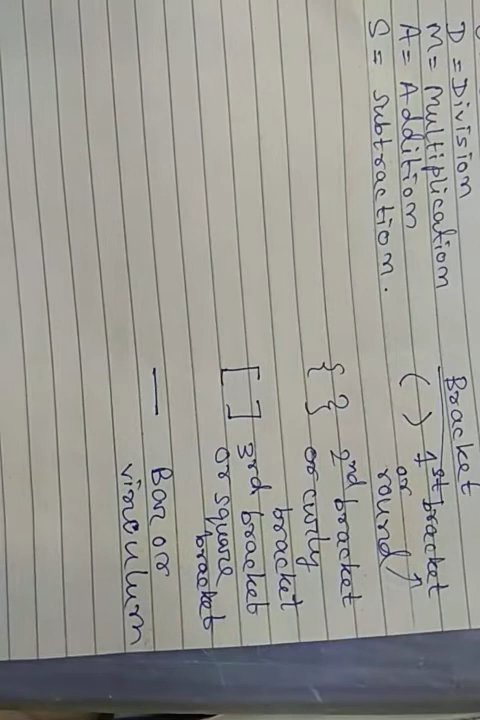 D = Division
M = Multiplication
A = Addition
S = Subtraction.
Bracket
( ) 1st bracket
or
round
{ } 2nd bracket
or curly
bracket
[ ] 3rd bracket
or square
bracket
— Bar or
vinculum